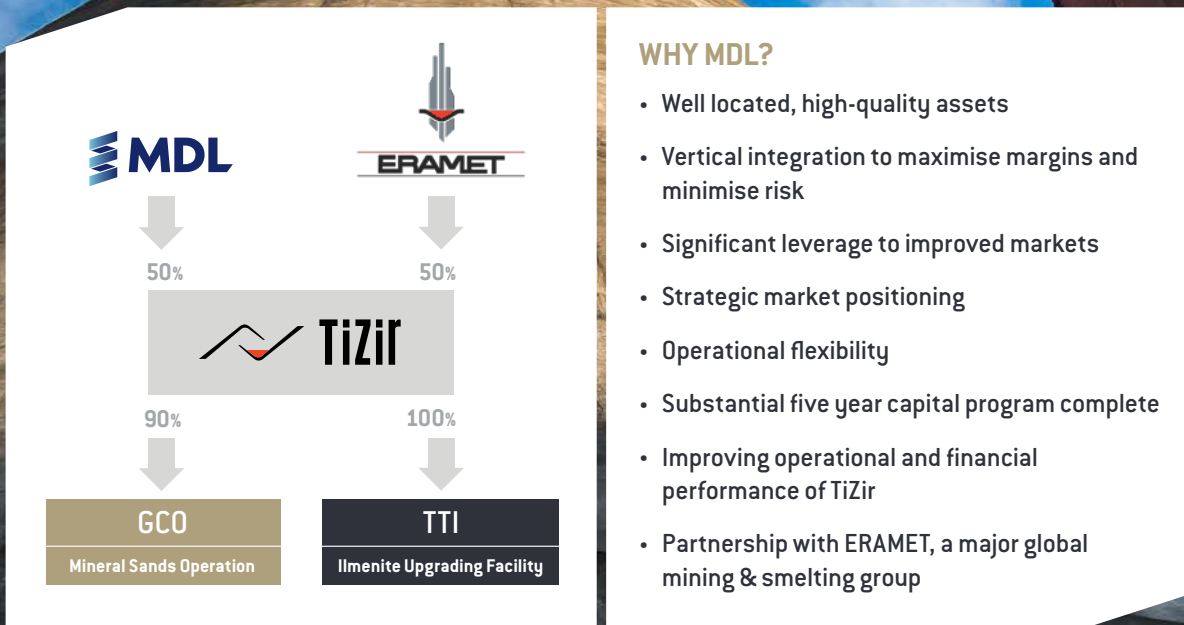 MDL
ERAMET
50%
50%
TiZir
90%
100%
GCO
Mineral Sands Operation
TTI
Ilmenite Upgrading Facility
WHY MDL?
• Well located, high-quality assets
• Vertical integration to maximise margins and
minimise risk
• Significant leverage to improved markets
• Strategic market positioning
• Operational flexibility
• Substantial five year capital program complete
• Improving operational and financial
performance of TiZir
• Partnership with ERAMET, a major global
mining & smelting group